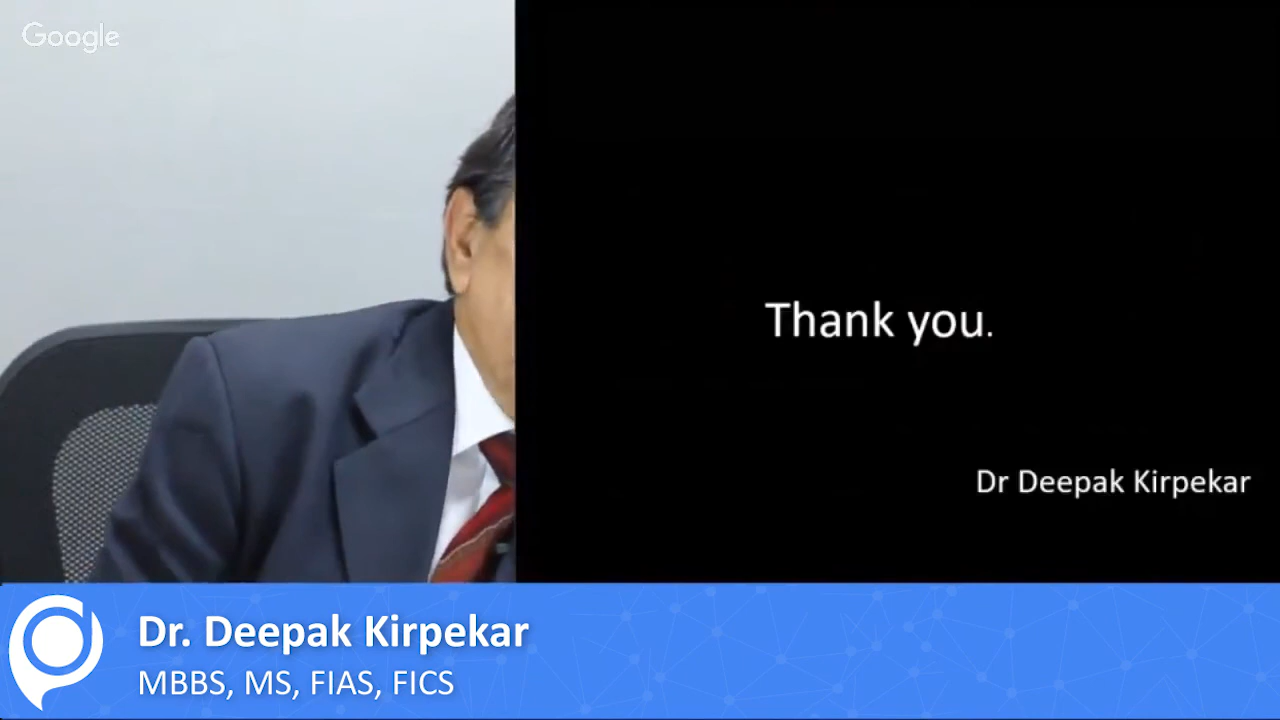 Google
Thank you.
Dr Deepak Kirpekar
Dr. Deepak Kirpekar
MBBS, MS, FIAS, FICS